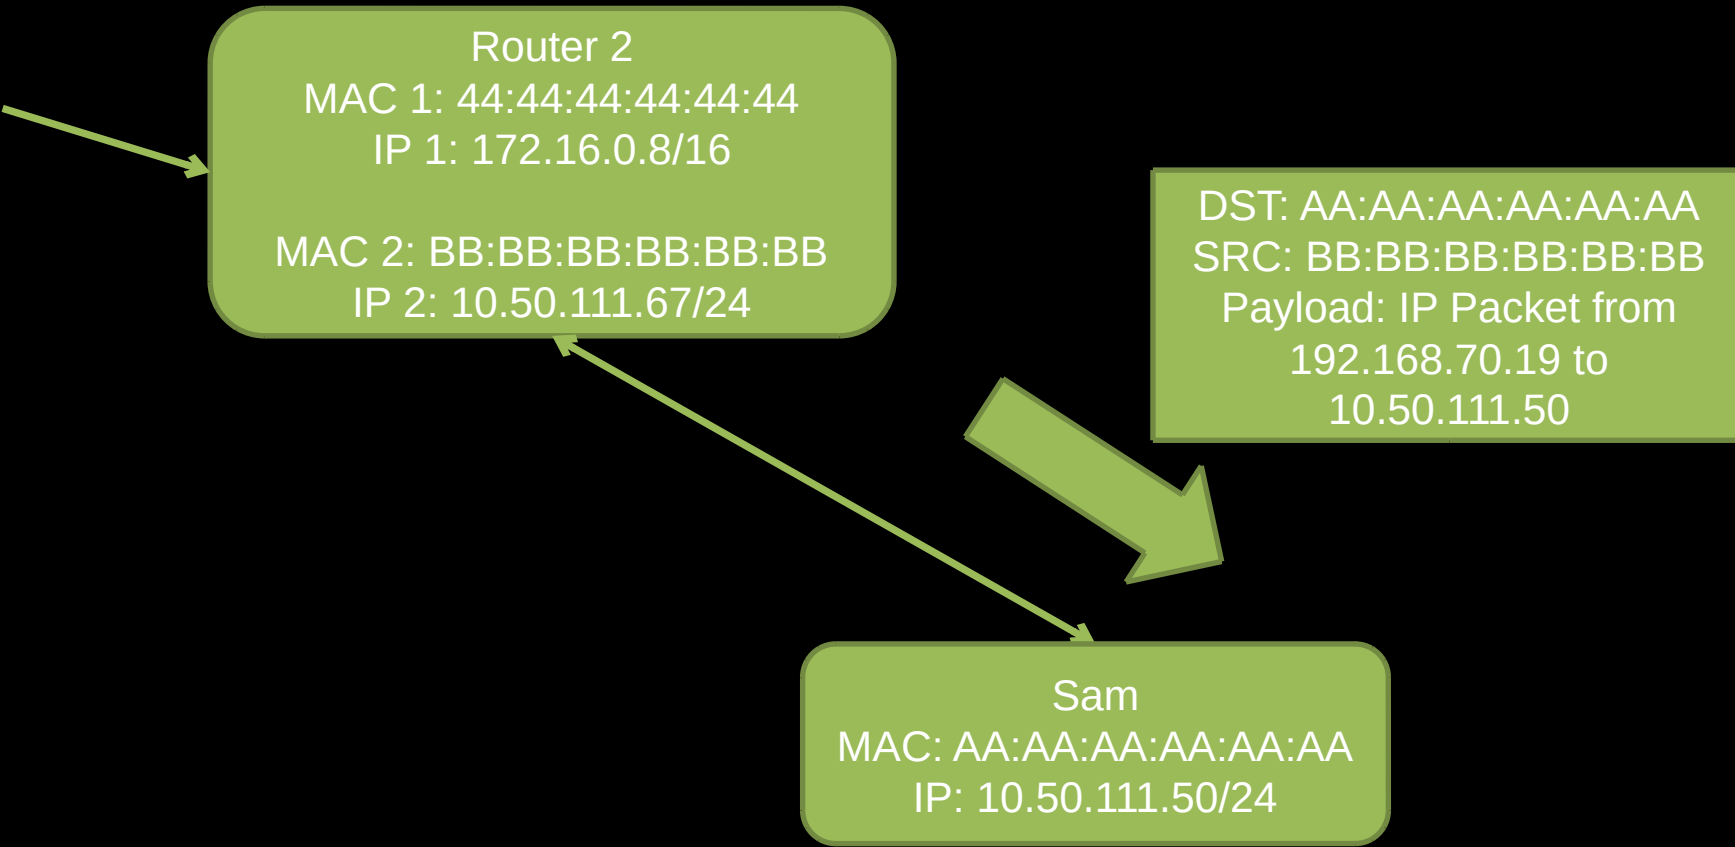 Router 2
MAC 1: 44:44:44:44:44:44
IP 1: 172.16.0.8/16
MAC 2: BB:BB:BB:BB:BB:BB
IP 2: 10.50.111.67/24
DST: AA:AA:AA:AA:AA:AA
SRC: BB:BB:BB:BB:BB:BB
Payload: IP Packet from
192.168.70.19 to
10.50.111.50
Sam
MAC: AA:AA:AA:AA:AA:AA
IP: 10.50.111.50/24